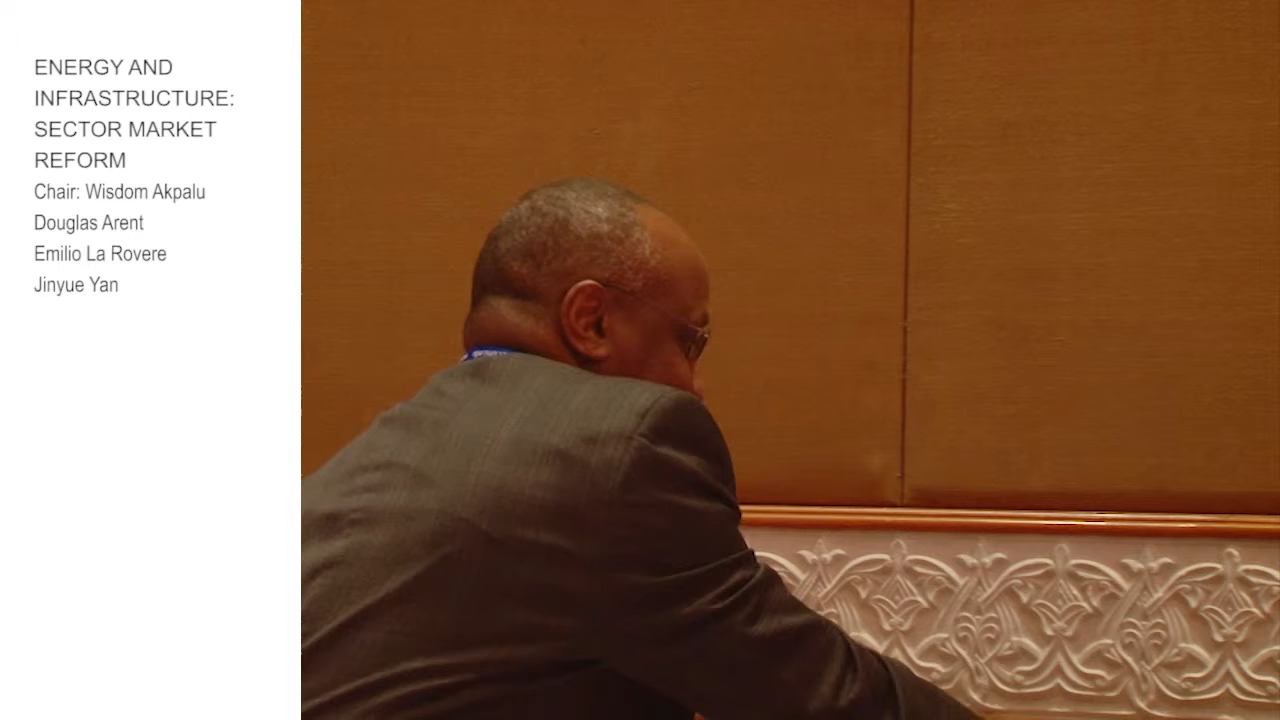 ENERGY AND
INFRASTRUCTURE:
SECTOR MARKET
REFORM
Chair: Wisdom Akpalu
Douglas Arent
Emilio La Rovere
Jinyue Yan